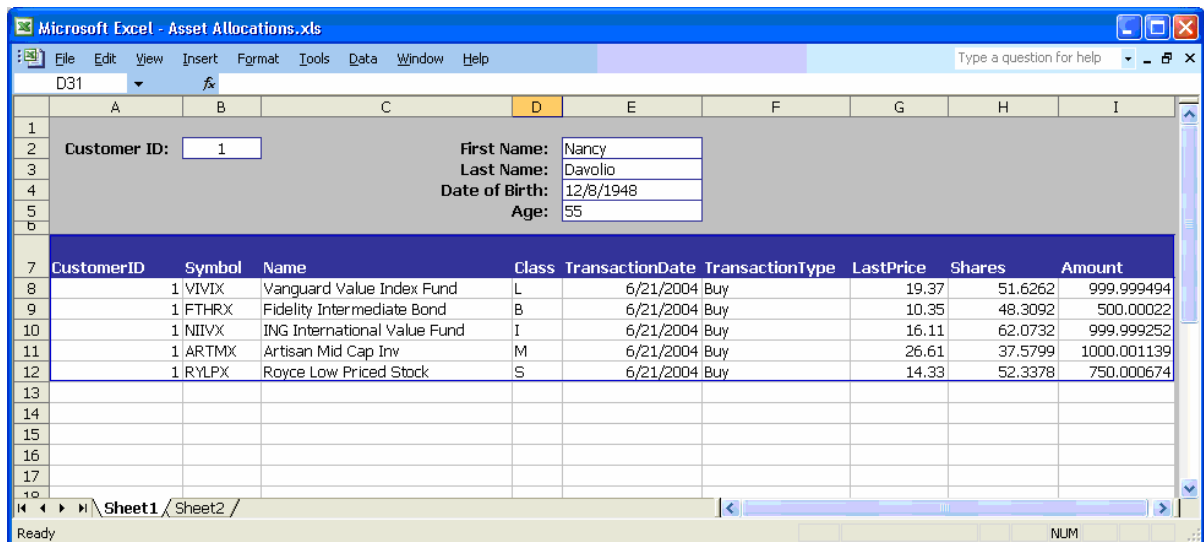 Microsoft Excel - Asset Allocations.xls
File Edit View Insert Format Tools Data Window Help Type a question for help
D31 fx
A B C D E F G H I
1
2 Customer ID: 1 First Name: Nancy
3 Last Name: Davolio
4 Date of Birth: 12/8/1948
5 Age: 55
6
7 CustomerID Symbol Name Class TransactionDate TransactionType LastPrice Shares Amount
8 1 VIVIX Vanguard Value Index Fund L 6/21/2004 Buy 19.37 51.6262 999.999494
9 1 FTHRX Fidelity Intermediate Bond B 6/21/2004 Buy 10.35 48.3092 500.00022
10 1 NIIVX ING International Value Fund I 6/21/2004 Buy 16.11 62.0732 999.999252
11 1 ARTMX Artisan Mid Cap Inv M 6/21/2004 Buy 26.61 37.5799 1000.001139
12 1 RYLPX Royce Low Priced Stock S 6/21/2004 Buy 14.33 52.3378 750.000674
13
14
15
16
17
18
Sheet1 Sheet2
Ready NUM